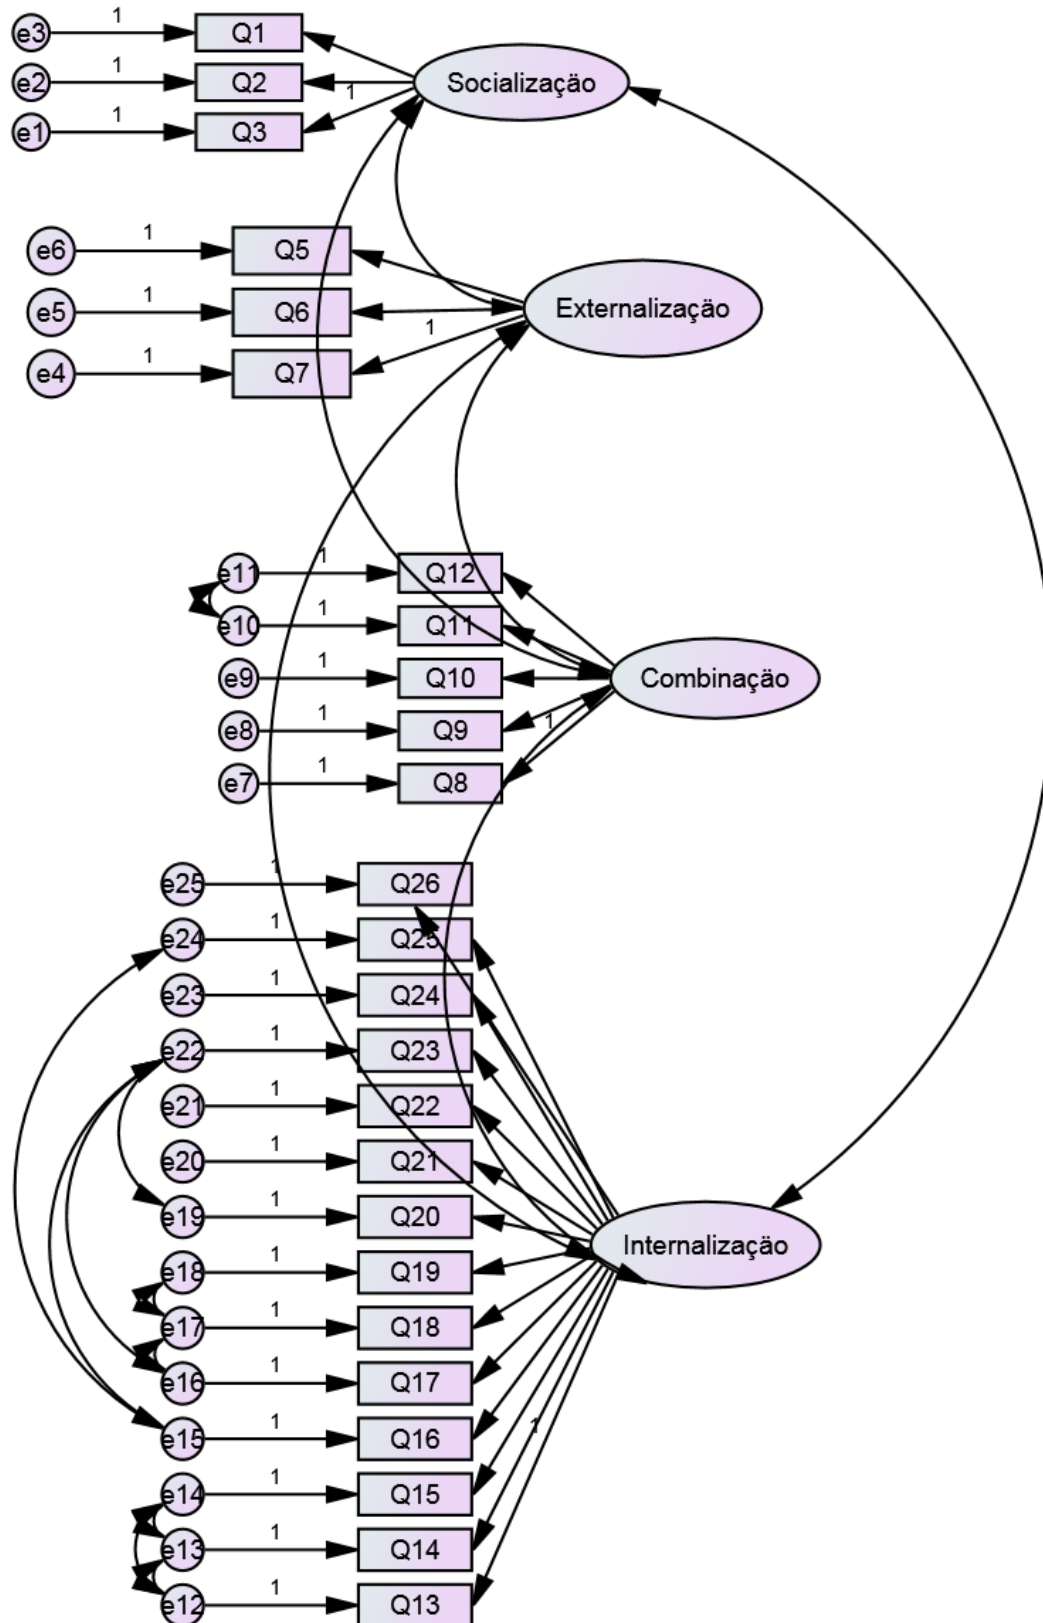 e3 1 Q1
e2 1 Q2
e1 1 Q3
1
Socializaçäo
e6 1 Q5
e5 1 Q6
e4 1 Q7
1
Externalizaçäo
e11 1 Q12
e10 1 Q11
e9 1 Q10
e8 1 Q9
e7 1 Q8
1
Combinaçäo
e25 1 Q26
e24 1 Q25
e23 1 Q24
e22 1 Q23
e21 1 Q22
e20 1 Q21
e19 1 Q20
e18 1 Q19
e17 1 Q18
e16 1 Q17
e15 1 Q16
e14 1 Q15
e13 1 Q14
e12 1 Q13
1
Internalizaçäo